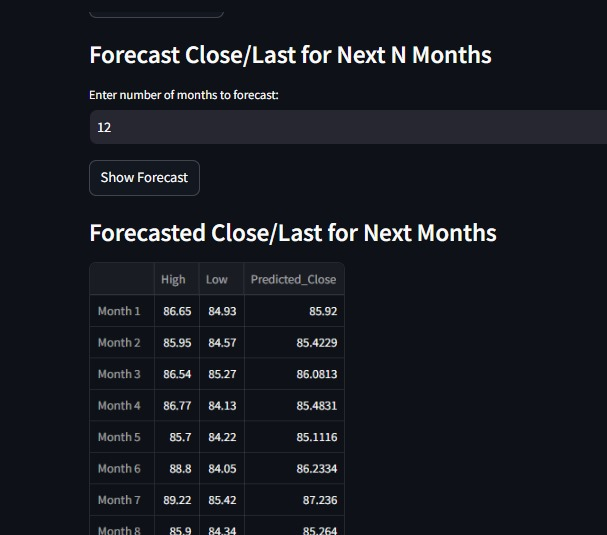 Forecast Close/Last for Next N Months
Enter number of months to forecast:
12
Show Forecast
Forecasted Close/Last for Next Months
High Low Predicted_Close
Month 1 86.65 84.93 85.92
Month 2 85.95 84.57 85.4229
Month 3 86.54 85.27 86.0813
Month 4 86.77 84.13 85.4831
Month 5 85.7 84.22 85.1116
Month 6 88.8 84.05 86.2334
Month 7 89.22 85.42 87.236
Month 8 85.9 84.34 85.264